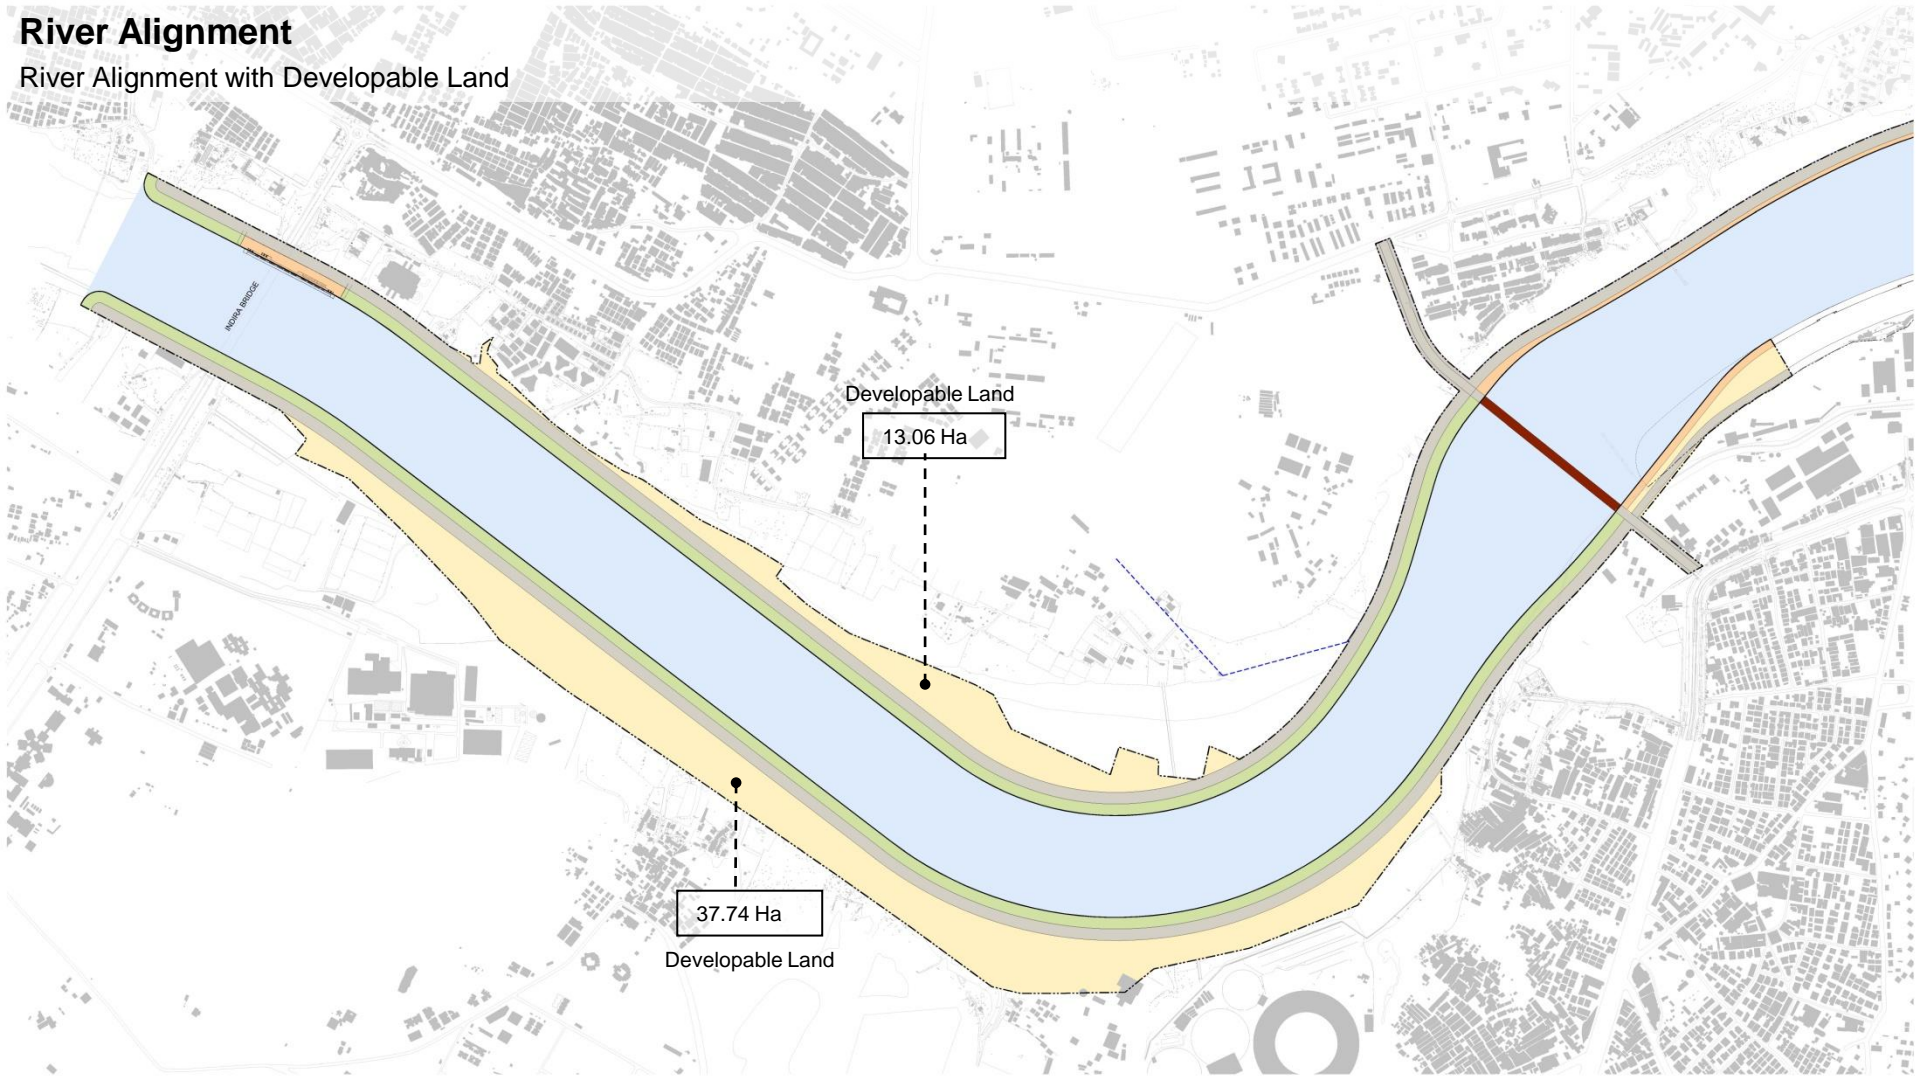 River Alignment
River Alignment with Developable Land
INDIRA BRIDGE
Developable Land
13.06 Ha
37.74 Ha
Developable Land